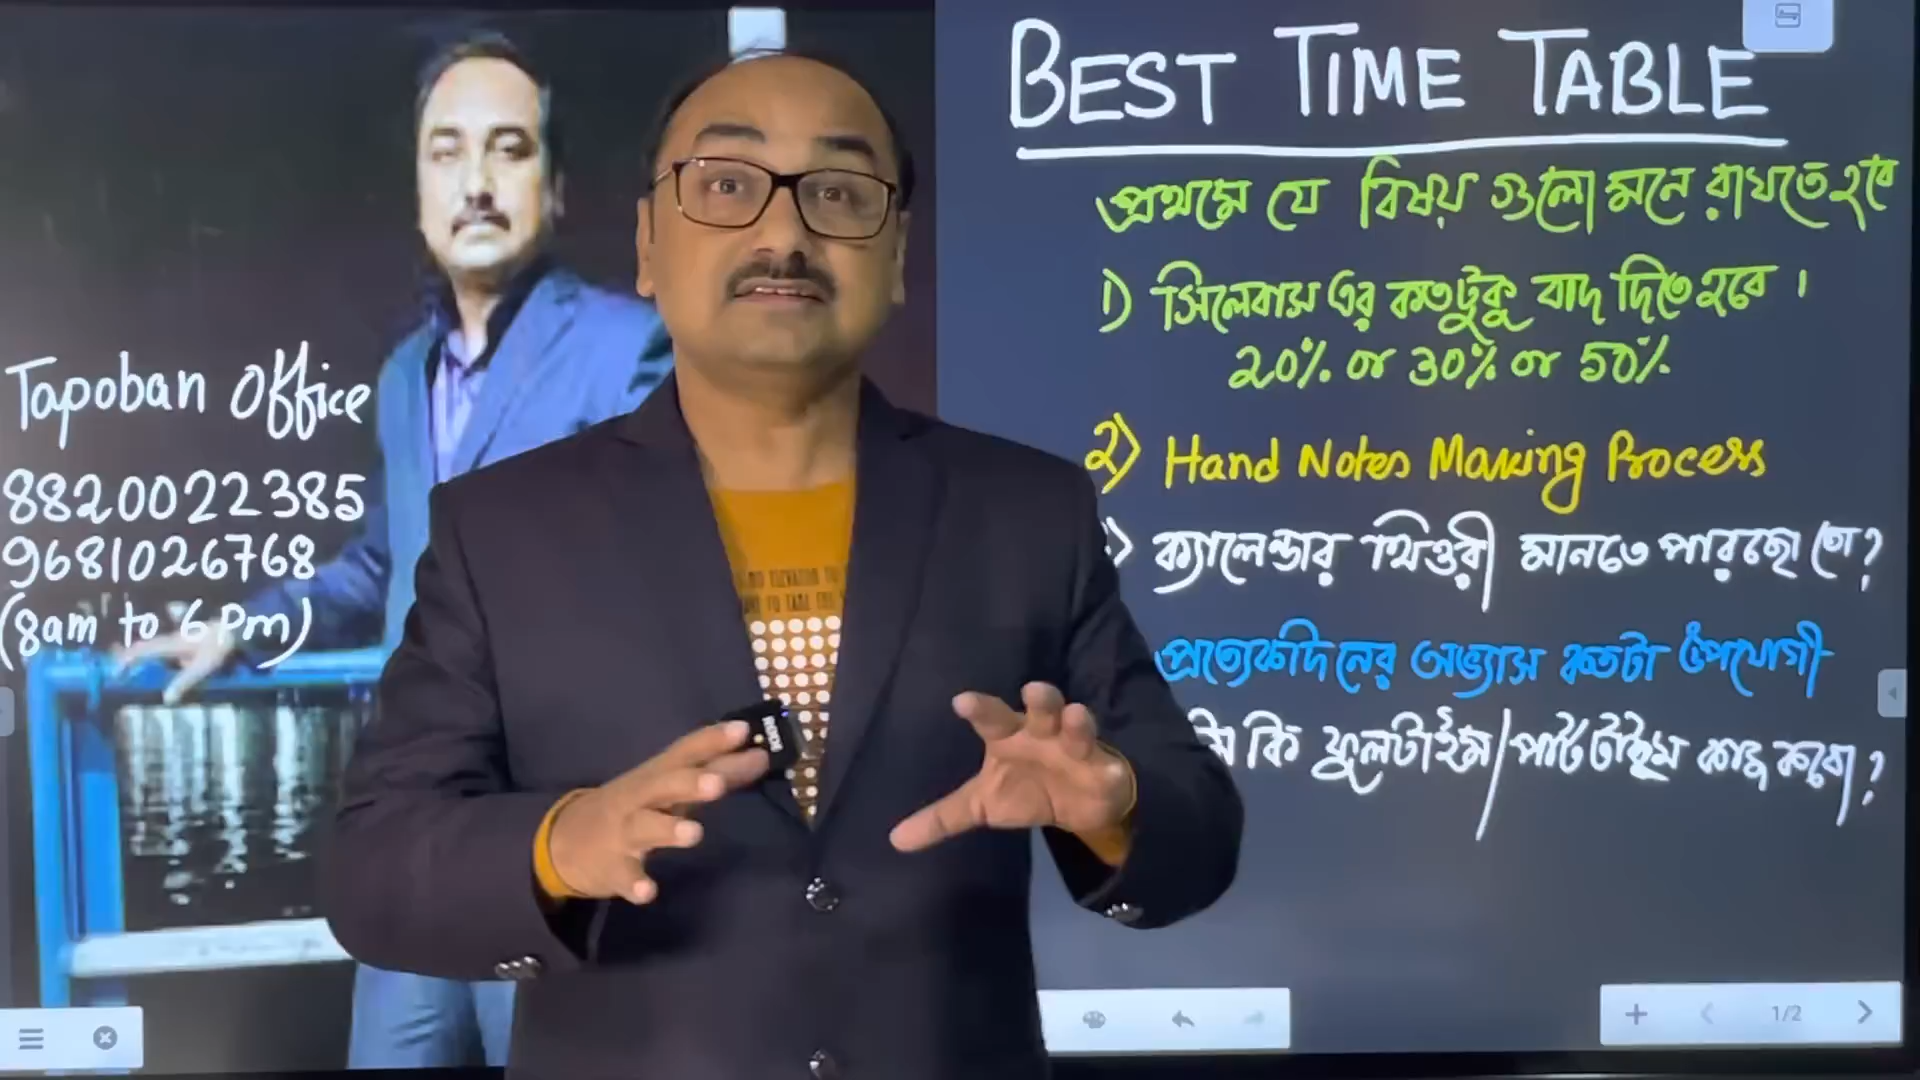 BEST TIME TABLE
প্রথমে যে বিষয় গুলো মনে রাখতে হবে
1) সিলেবাস এর কতটুকু বাদ দিতে হবে ।
20% or 30% or 50%
2) Hand Notes Making Process
) ক্যালেন্ডার থিওরী মানতে পারছো তো?
প্রত্যেকদিনের অভ্যাস কতটা উপযোগী
কি ফুলটাইম/পার্ট টাইম কাজ করো?
Tapoban Office
8820022385
9681026768
(8am to 6 Pm)
1/2